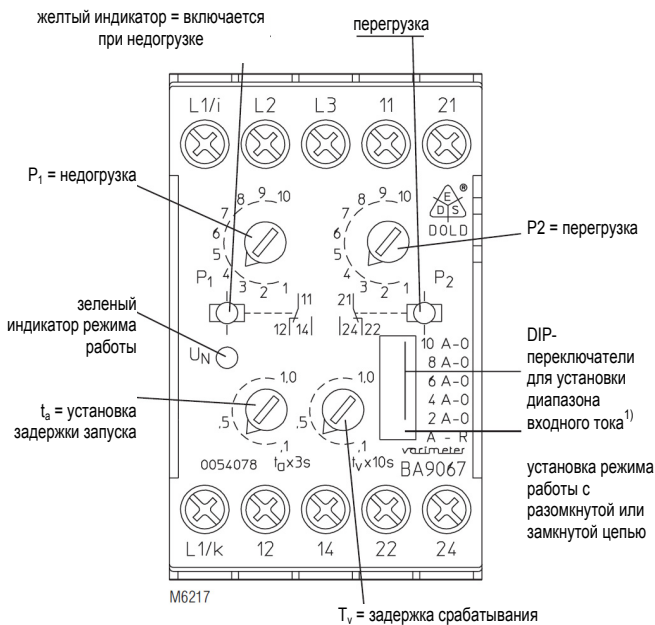 желтый индикатор = включается
при недогрузке
перегрузка
L1/i L2 L3 11 21
P₁ = недогрузка
7 8 9 10
6
5
4 3 2 1
7 8 9 10
6
5
4 3 2 1
E
D S
®
DOLD
P2 = перегрузка
P₁
P₂
11
12 14
21
24 22
зеленый
индикатор режима
работы
U_N
10 A-0
8 A-0
6 A-0
4 A-0
2 A-0
A - R
DIP-
переключатели
для установки
диапазона
входного тока¹⁾
tₐ = установка
задержки запуска
1,0
,5
,1
1,0
,5
,1
0054078 tₐx3s tᵥx10s
varimeter
BA9067
установка режима
работы с
разомкнутой или
замкнутой цепью
L1/k 12 14 22 24
M6217
Tᵥ = задержка срабатывания